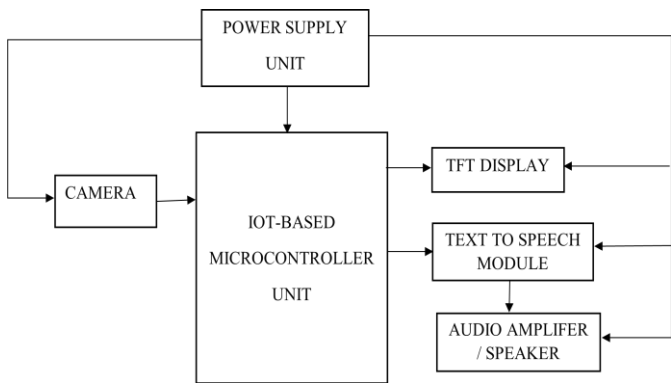 POWER SUPPLY
UNIT
TFT DISPLAY
CAMERA
IOT-BASED
MICROCONTROLLER
UNIT
TEXT TO SPEECH
MODULE
AUDIO AMPLIFER
/ SPEAKER